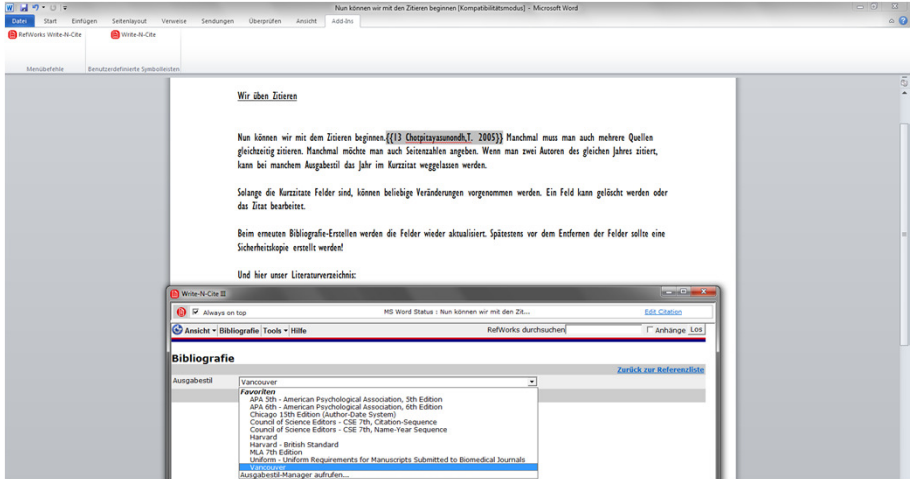 Nun können wir mit den Zitieren beginnen [Kompatibilitätsmodus] - Microsoft Word
Datei Start Einfügen Seitenlayout Verweise Sendungen Überprüfen Ansicht Add-Ins
RefWorks Write-N-Cite Write-N-Cite
Menübefehle Benutzerdefinierte Symbolleisten
Wir üben Zitieren
Nun können wir mit dem Zitieren beginnen.{{13 Chotpitayasunondh,T. 2005}} Manchmal muss man auch mehrere Quellen
gleichzeitig zitieren. Manchmal möchte man auch Seitenzahlen angeben. Wenn man zwei Autoren des gleichen Jahres zitiert,
kann bei manchem Ausgabestil das Jahr im Kurzzitat weggelassen werden.
Solange die Kurzzitate Felder sind, können beliebige Veränderungen vorgenommen werden. Ein Feld kann gelöscht werden oder
das Zitat bearbeitet.
Beim erneuten Bibliografie-Erstellen werden die Felder wieder aktualisiert. Spätestens vor dem Entfernen der Felder sollte eine
Sicherheitskopie erstellt werden!
Und hier unser Literaturverzeichnis:
Write-N-Cite III
Always on top MS Word Status : Nun können wir mit den Zit... Edit Citation
Ansicht Bibliografie Tools Hilfe RefWorks durchsuchen Anhänge Los
Bibliografie
Zurück zur Referenzliste
Ausgabestil Vancouver
Favoriten
APA 5th - American Psychological Association, 5th Edition
APA 6th - American Psychological Association, 6th Edition
Chicago 15th Edition (Author-Date System)
Council of Science Editors - CSE 7th, Citation-Sequence
Council of Science Editors - CSE 7th, Name-Year Sequence
Harvard
Harvard - British Standard
MLA 7th Edition
Uniform - Uniform Requirements for Manuscripts Submitted to Biomedical Journals
Vancouver
Ausgabestil-Manager aufrufen...